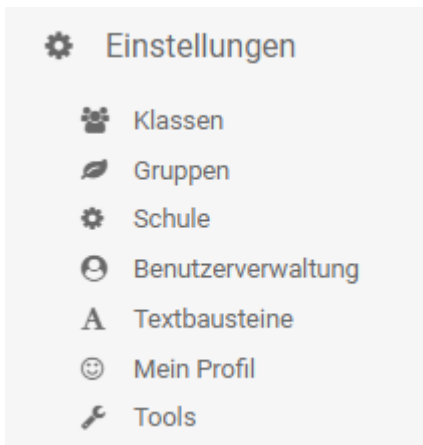 Einstellungen
Klassen
Gruppen
Schule
Benutzerverwaltung
Textbausteine
Mein Profil
Tools